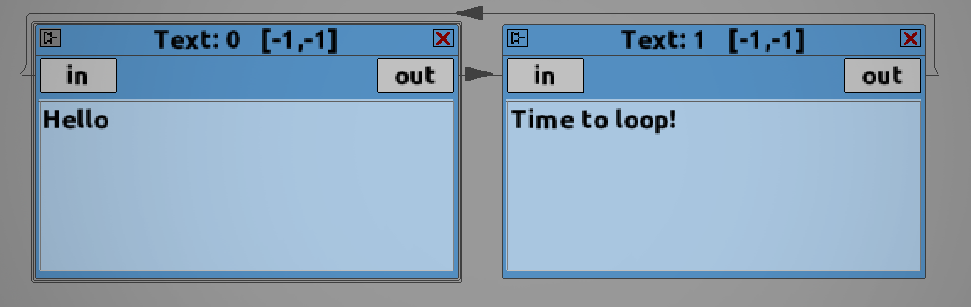 Text: 0 [-1,-1]
in out
Hello
Text: 1 [-1,-1]
in out
Time to loop!